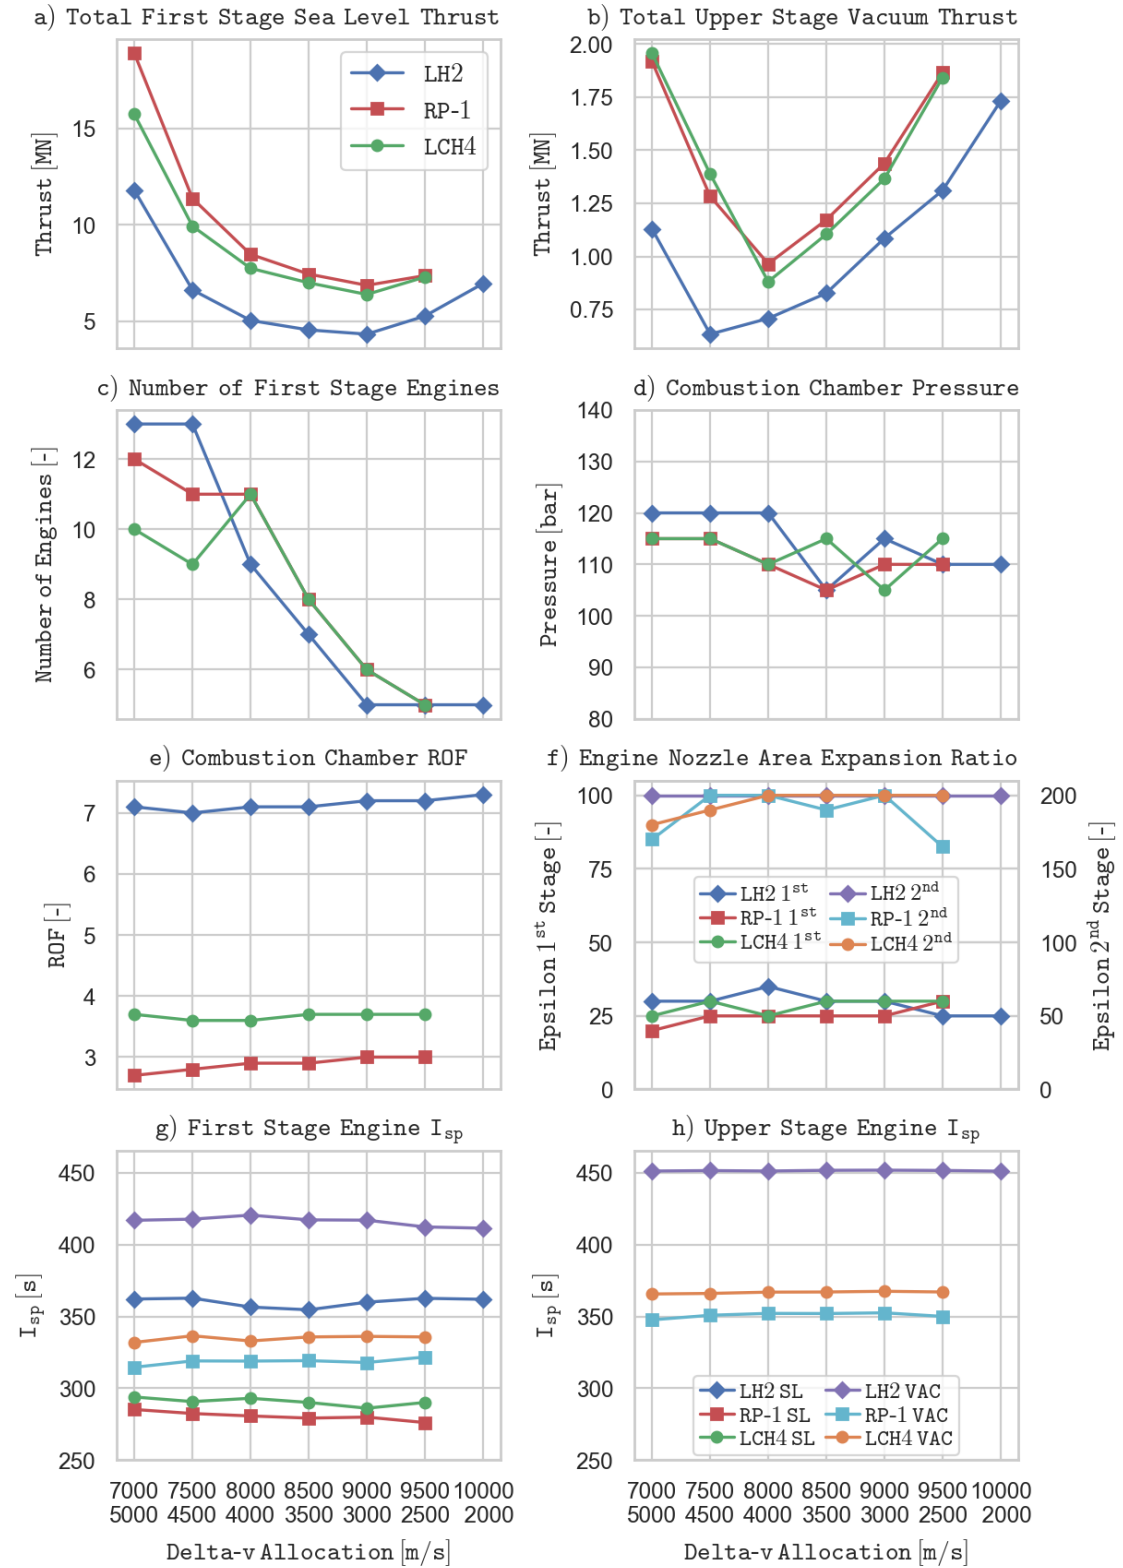 a) Total First Stage Sea Level Thrust
Thrust [MN]
15
10
5
LH2
RP-1
LCH4
b) Total Upper Stage Vacuum Thrust
Thrust [MN]
2.00
1.75
1.50
1.25
1.00
0.75
c) Number of First Stage Engines
Number of Engines [-]
12
10
8
6
d) Combustion Chamber Pressure
Pressure [bar]
140
130
120
110
100
90
80
e) Combustion Chamber ROF
ROF [-]
7
6
5
4
3
f) Engine Nozzle Area Expansion Ratio
Epsilon 1st Stage [-]
100
75
50
25
0
LH2 1st
RP-1 1st
LCH4 1st
LH2 2nd
RP-1 2nd
LCH4 2nd
200
150
100
50
0
Epsilon 2nd Stage [-]
g) First Stage Engine Isp
Isp [s]
450
400
350
300
250
7000 7500 8000 8500 9000 9500 10000
5000 4500 4000 3500 3000 2500 2000
Delta-v Allocation [m/s]
h) Upper Stage Engine Isp
Isp [s]
450
400
350
300
250
LH2 SL
RP-1 SL
LCH4 SL
LH2 VAC
RP-1 VAC
LCH4 VAC
7000 7500 8000 8500 9000 9500 10000
5000 4500 4000 3500 3000 2500 2000
Delta-v Allocation [m/s]